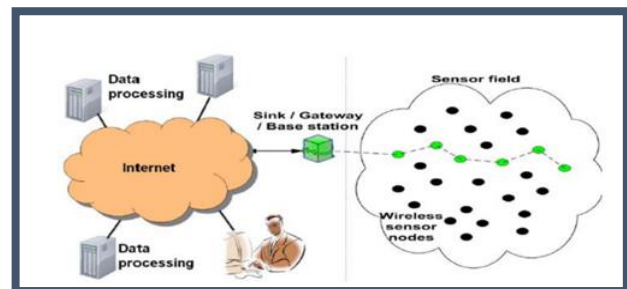 Data
processing
Sensor field
Sink / Gateway
/ Base station
Internet
Wireless
sensor
nodes
Data
processing